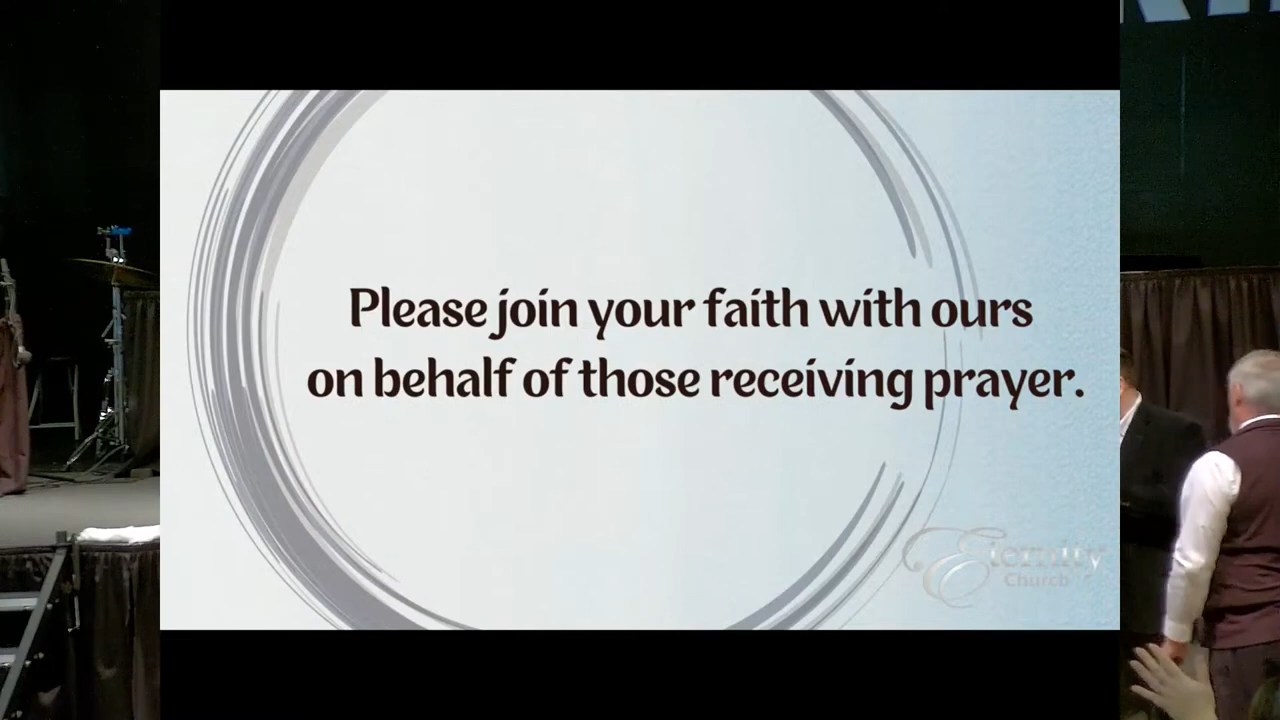 Please join your faith with ours
on behalf of those receiving prayer.
Eternity
Church